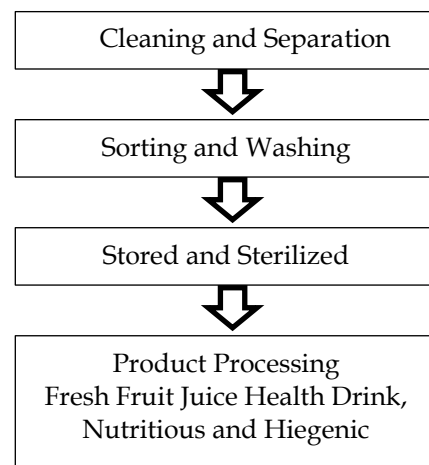 Cleaning and Separation
Sorting and Washing
Stored and Sterilized
Product Processing
Fresh Fruit Juice Health Drink,
Nutritious and Hiegenic